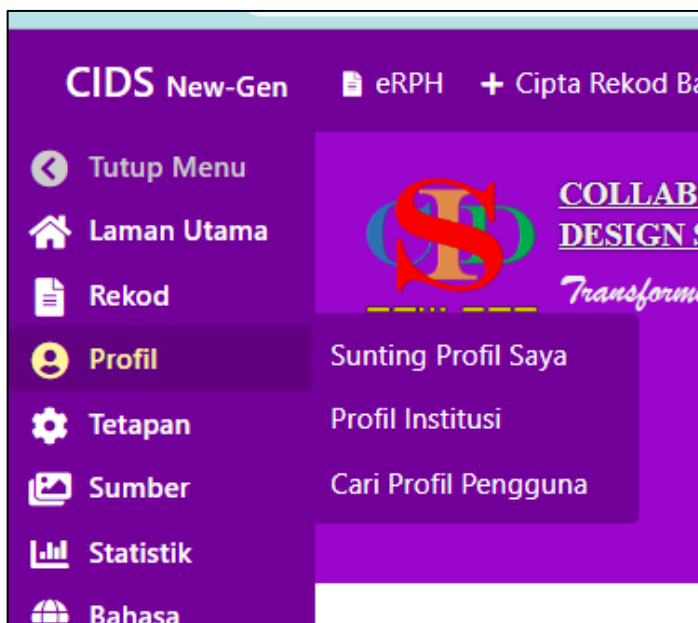 CIDS New-Gen
eRPH
+ Cipta Rekod
Tutup Menu
Laman Utama
Rekod
Profil
Tetapan
Sumber
Statistik
Bahasa
COLLAB
DESIGN
Sunting Profil Saya
Profil Institusi
Cari Profil Pengguna